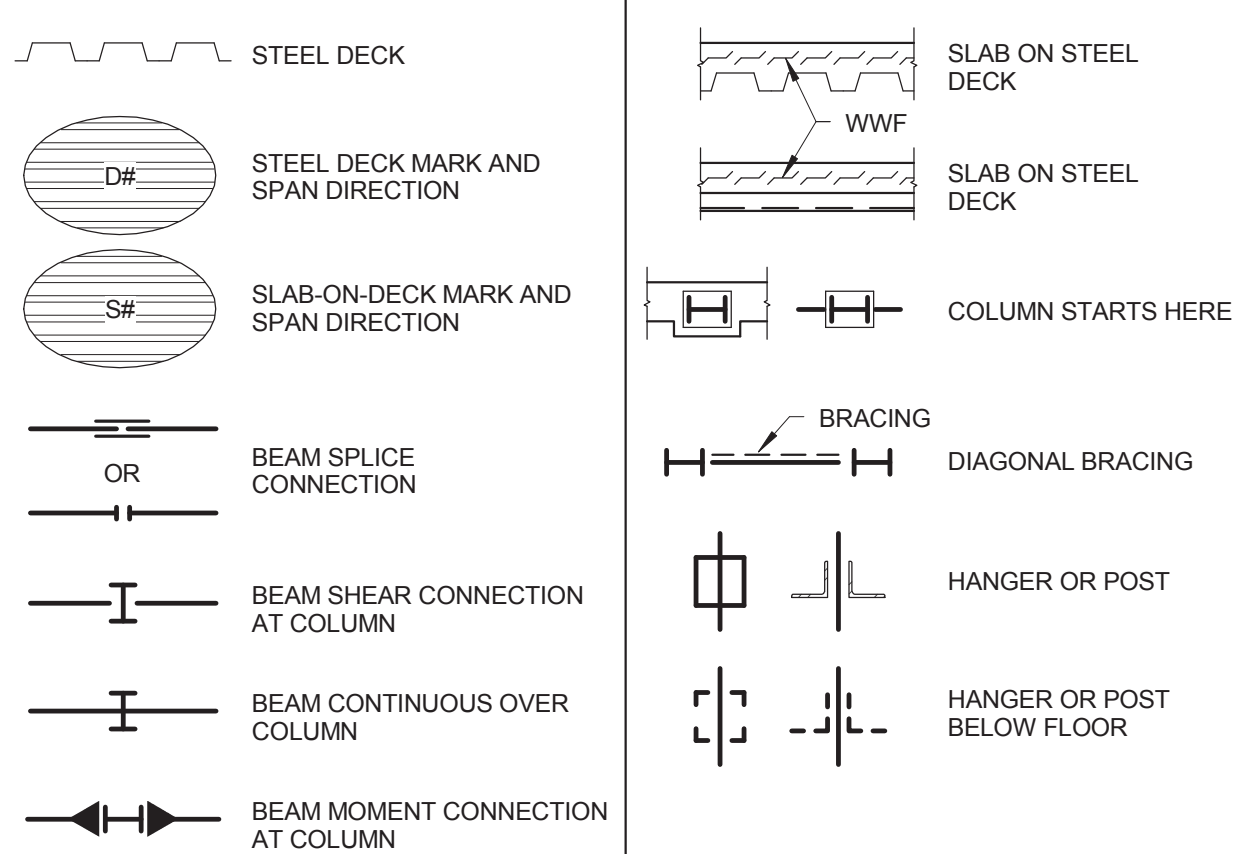 STEEL DECK
D#
STEEL DECK MARK AND
SPAN DIRECTION
S#
SLAB-ON-DECK MARK AND
SPAN DIRECTION
OR
BEAM SPLICE
CONNECTION
BEAM SHEAR CONNECTION
AT COLUMN
BEAM CONTINUOUS OVER
COLUMN
BEAM MOMENT CONNECTION
AT COLUMN
SLAB ON STEEL
DECK
WWF
SLAB ON STEEL
DECK
COLUMN STARTS HERE
BRACING
DIAGONAL BRACING
HANGER OR POST
HANGER OR POST
BELOW FLOOR